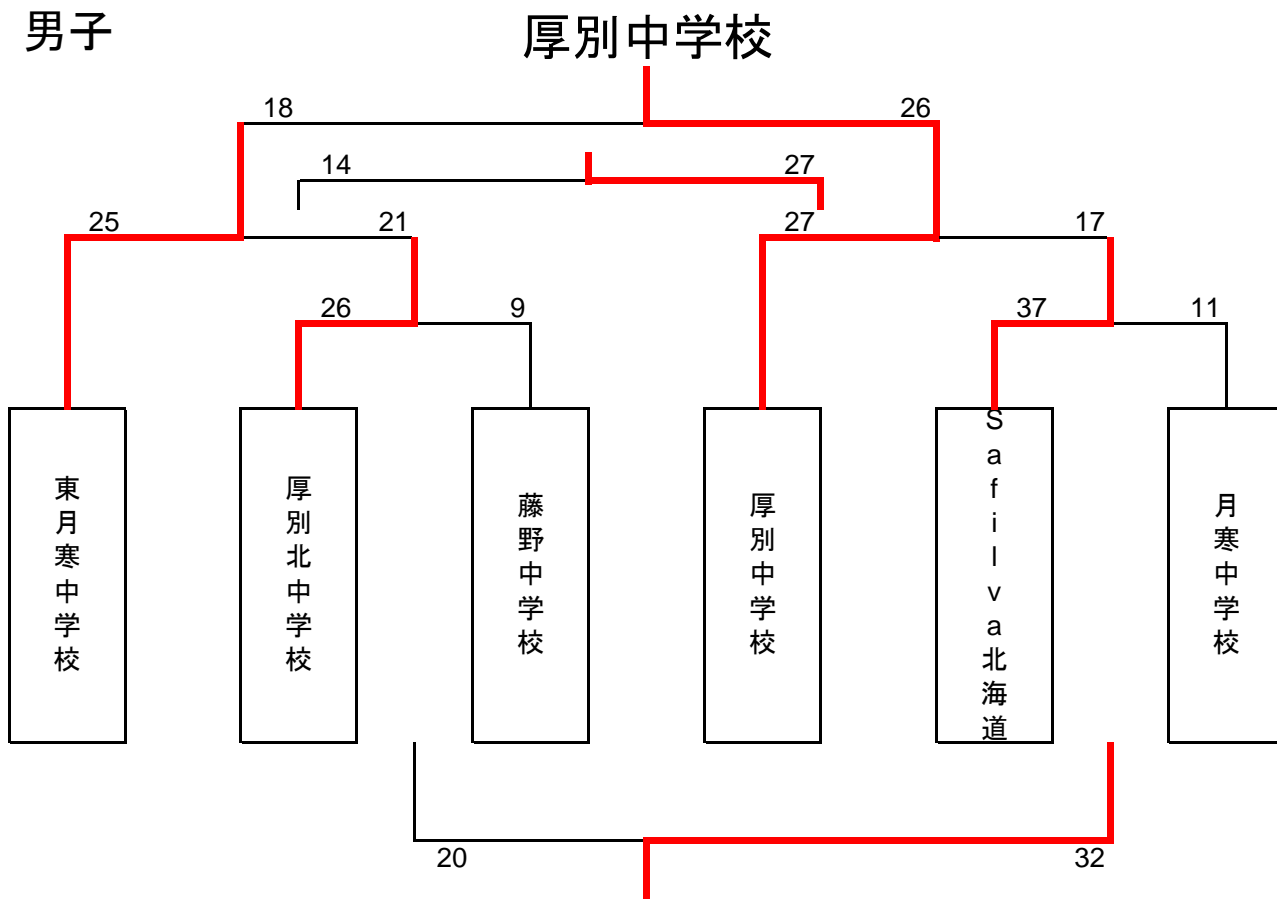 男子
厚別中学校
18
26
14
27
25
21
27
17
26
9
37
11
東月寒中学校
厚別北中学校
藤野中学校
厚別中学校
Safilva北海道
月寒中学校
20
32